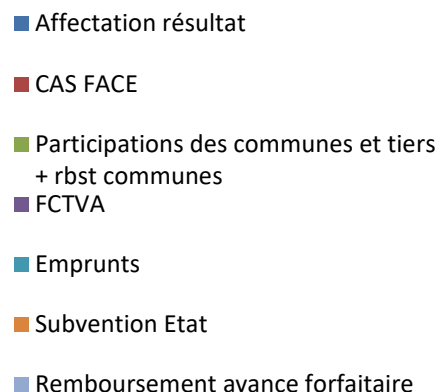 Affectation résultat
CAS FACE
Participations des communes et tiers
+ rbst communes
FCTVA
Emprunts
Subvention Etat
Remboursement avance forfaitaire